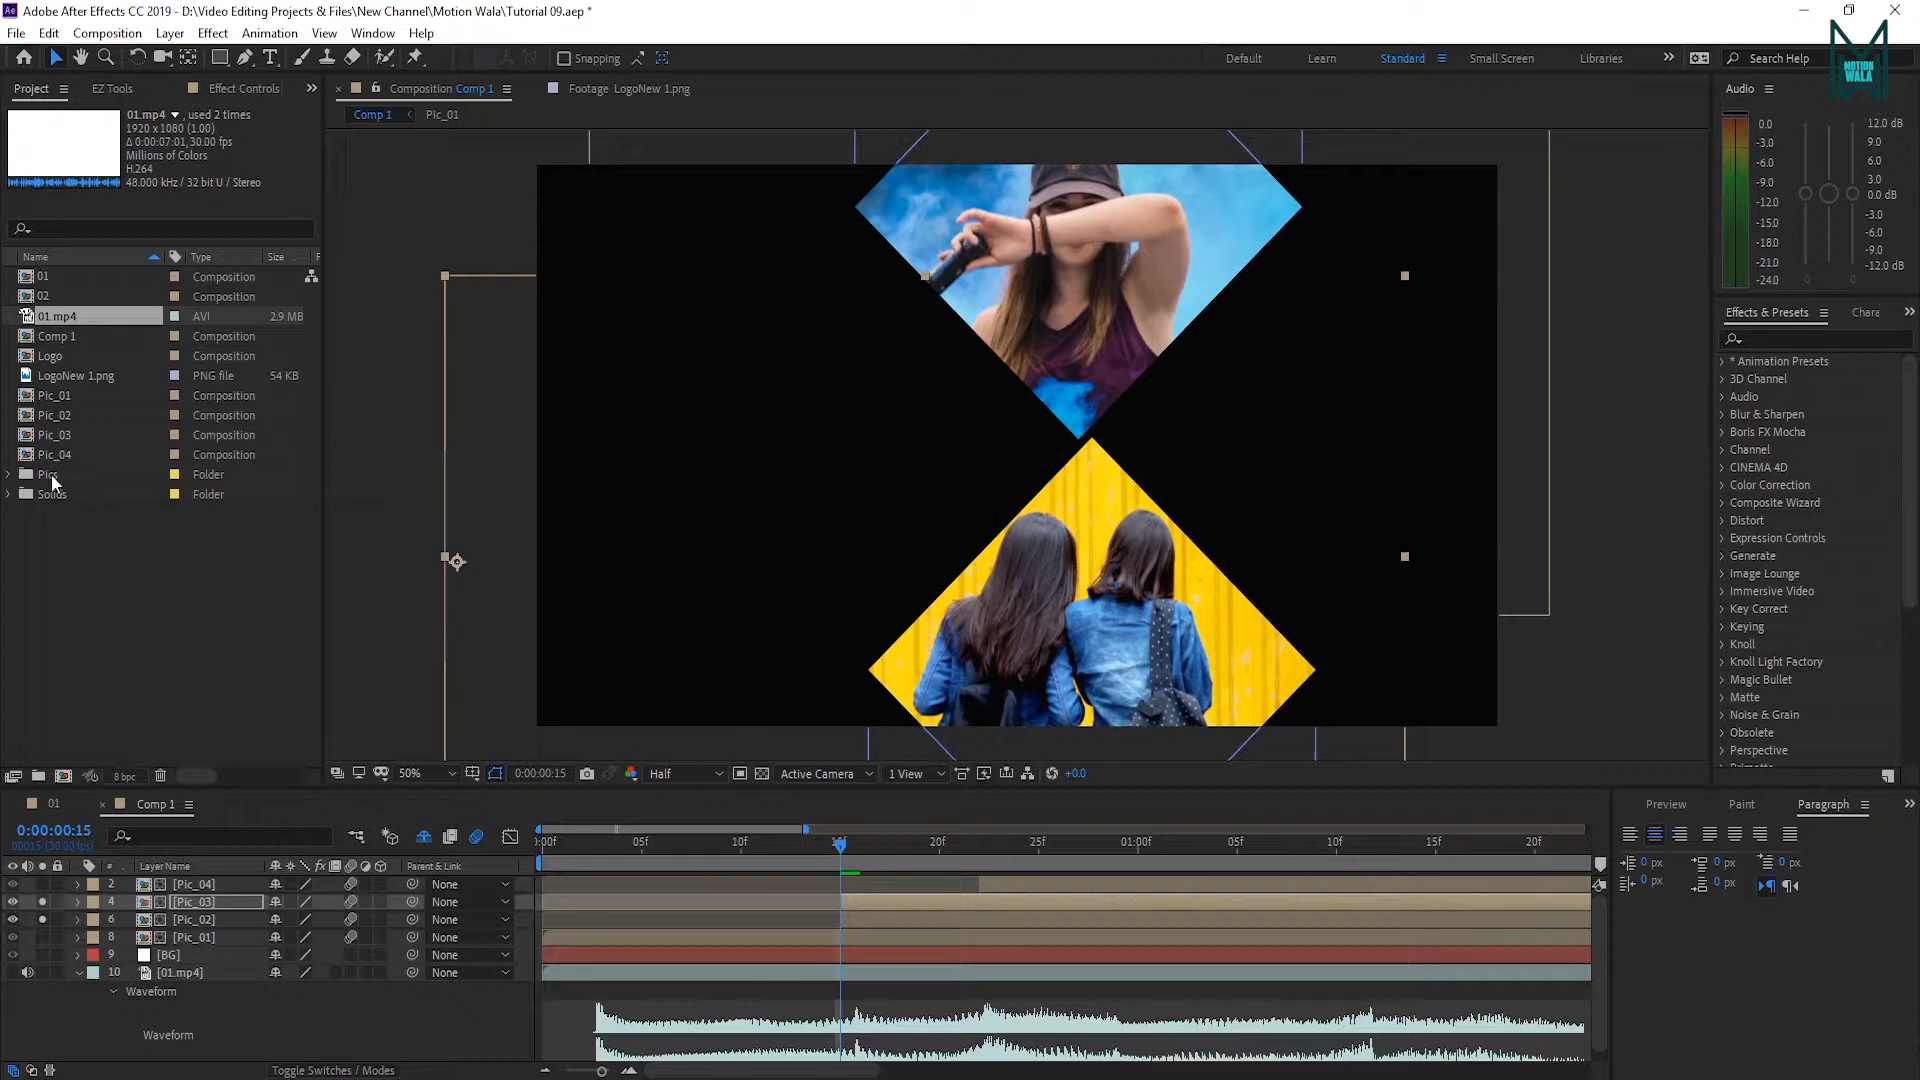 Adobe After Effects CC 2019 - D:\Video Editing Projects & Files\New Channel\Motion Wala\Tutorial 09.aep *
File Edit Composition Layer Effect Animation View Window Help
Snapping
Default Learn Standard Small Screen Libraries
Search Help
MOTION
WALA
Project
EZ Tools
Effect Controls
Composition Comp 1
Footage LogoNew 1.png
Comp 1
Pic_01
01.mp4 , used 2 times
1920 x 1080 (1.00)
Δ 0:00:07:01, 30.00 fps
Millions of Colors
H.264
48.000 kHz / 32 bit U / Stereo
Name Type Size
01 Composition
02 Composition
01.mp4 AVI 2.9 MB
Comp 1 Composition
Logo Composition
LogoNew 1.png PNG file 54 KB
Pic_01 Composition
Pic_02 Composition
Pic_03 Composition
Pic_04 Composition
Pics Folder
Solids Folder
8 bpc
50%
0:00:00:15
Half
Active Camera
1 View
+0.0
Audio
0.0
-3.0
-6.0
-9.0
-12.0
-15.0
-18.0
-21.0
-24.0
12.0 dB
9.0
6.0
3.0
0.0 dB
-3.0
-6.0
-9.0
-12.0 dB
0
0
Effects & Presets
Chara
* Animation Presets
3D Channel
Audio
Blur & Sharpen
Boris FX Mocha
Channel
CINEMA 4D
Color Correction
Composite Wizard
Distort
Expression Controls
Generate
Image Lounge
Immersive Video
Key Correct
Keying
Knoll
Knoll Light Factory
Magic Bullet
Matte
Noise & Grain
Obsolete
Perspective
01
Comp 1
0:00:00:15
00015 (30.00 fps)
:00f 05f 10f 15f 20f 25f 01:00f 05f 10f 15f 20f
# Layer Name
Parent & Link
2 [Pic_04] None
4 [Pic_03] None
6 [Pic_02] None
8 [Pic_01] None
9 [BG] None
10 [01.mp4] None
Waveform
Waveform
Toggle Switches / Modes
Preview
Paint
Paragraph
0 px 0 px 0 px
0 px 0 px